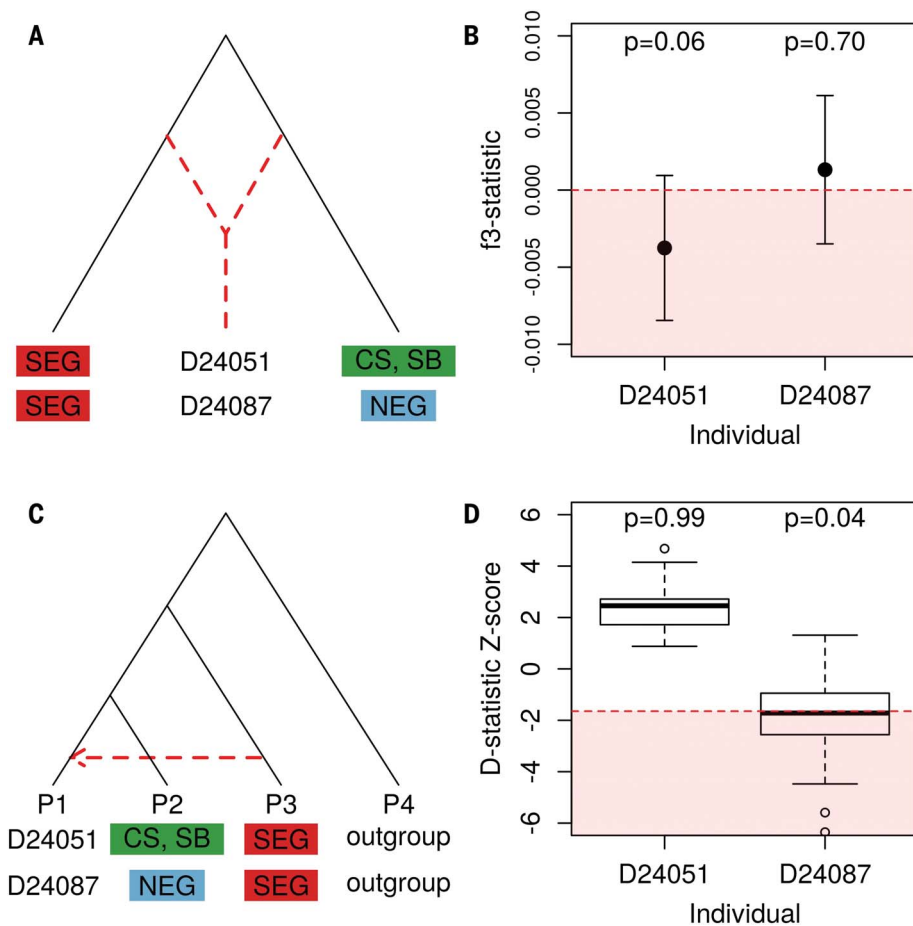 A
SEG D24051 CS, SB
SEG D24087 NEG
B
p=0.06 p=0.70
f3-statistic
0.010
0.005
0.000
-0.005
-0.010
D24051 D24087
Individual
C
P1 P2 P3 P4
D24051 CS, SB SEG outgroup
D24087 NEG SEG outgroup
D
p=0.99 p=0.04
D-statistic Z-score
6
4
2
0
-2
-4
-6
D24051 D24087
Individual